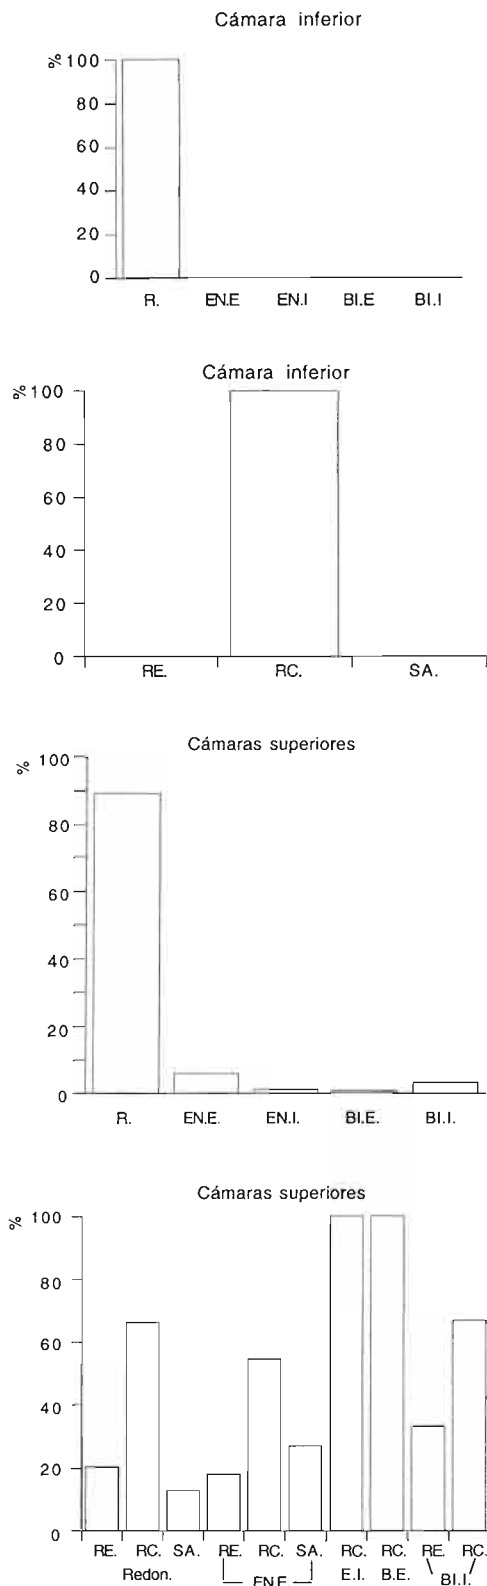 Cámara inferior
% 100
80
60
40
20
0
R. EN.E EN.I BI.E BI.I
Cámara inferior
% 100
80
60
40
20
0
RE. RC. SA.
Cámaras superiores
% 100
80
60
40
20
0
R. EN.E. EN.I. BI.E. BI.I.
Cámaras superiores
% 100
80
60
40
20
0
RE. RC. SA. RE. RC. SA. RC. RC. RE. RC.
Redon. EN.E. E.I. B.E. BI.I.